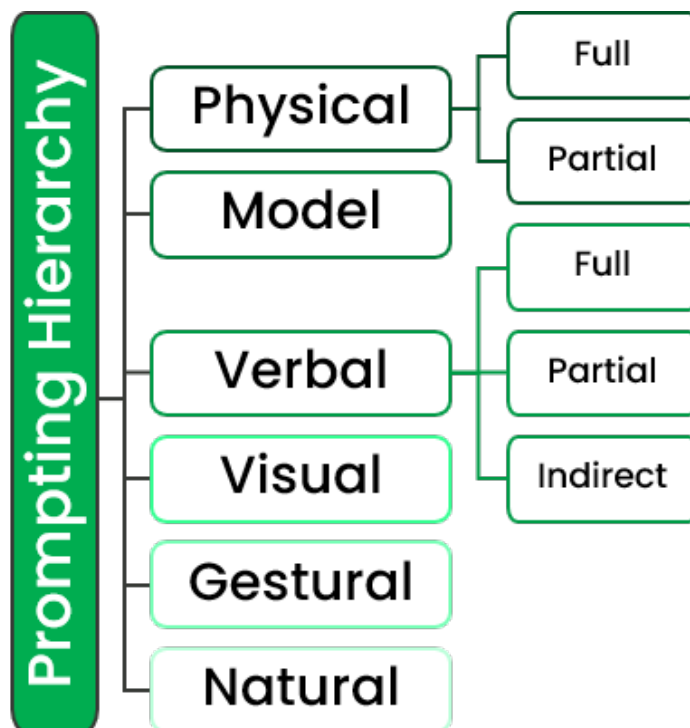 Prompting Hierarchy
Physical
Full
Partial
Model
Verbal
Full
Partial
Indirect
Visual
Gestural
Natural